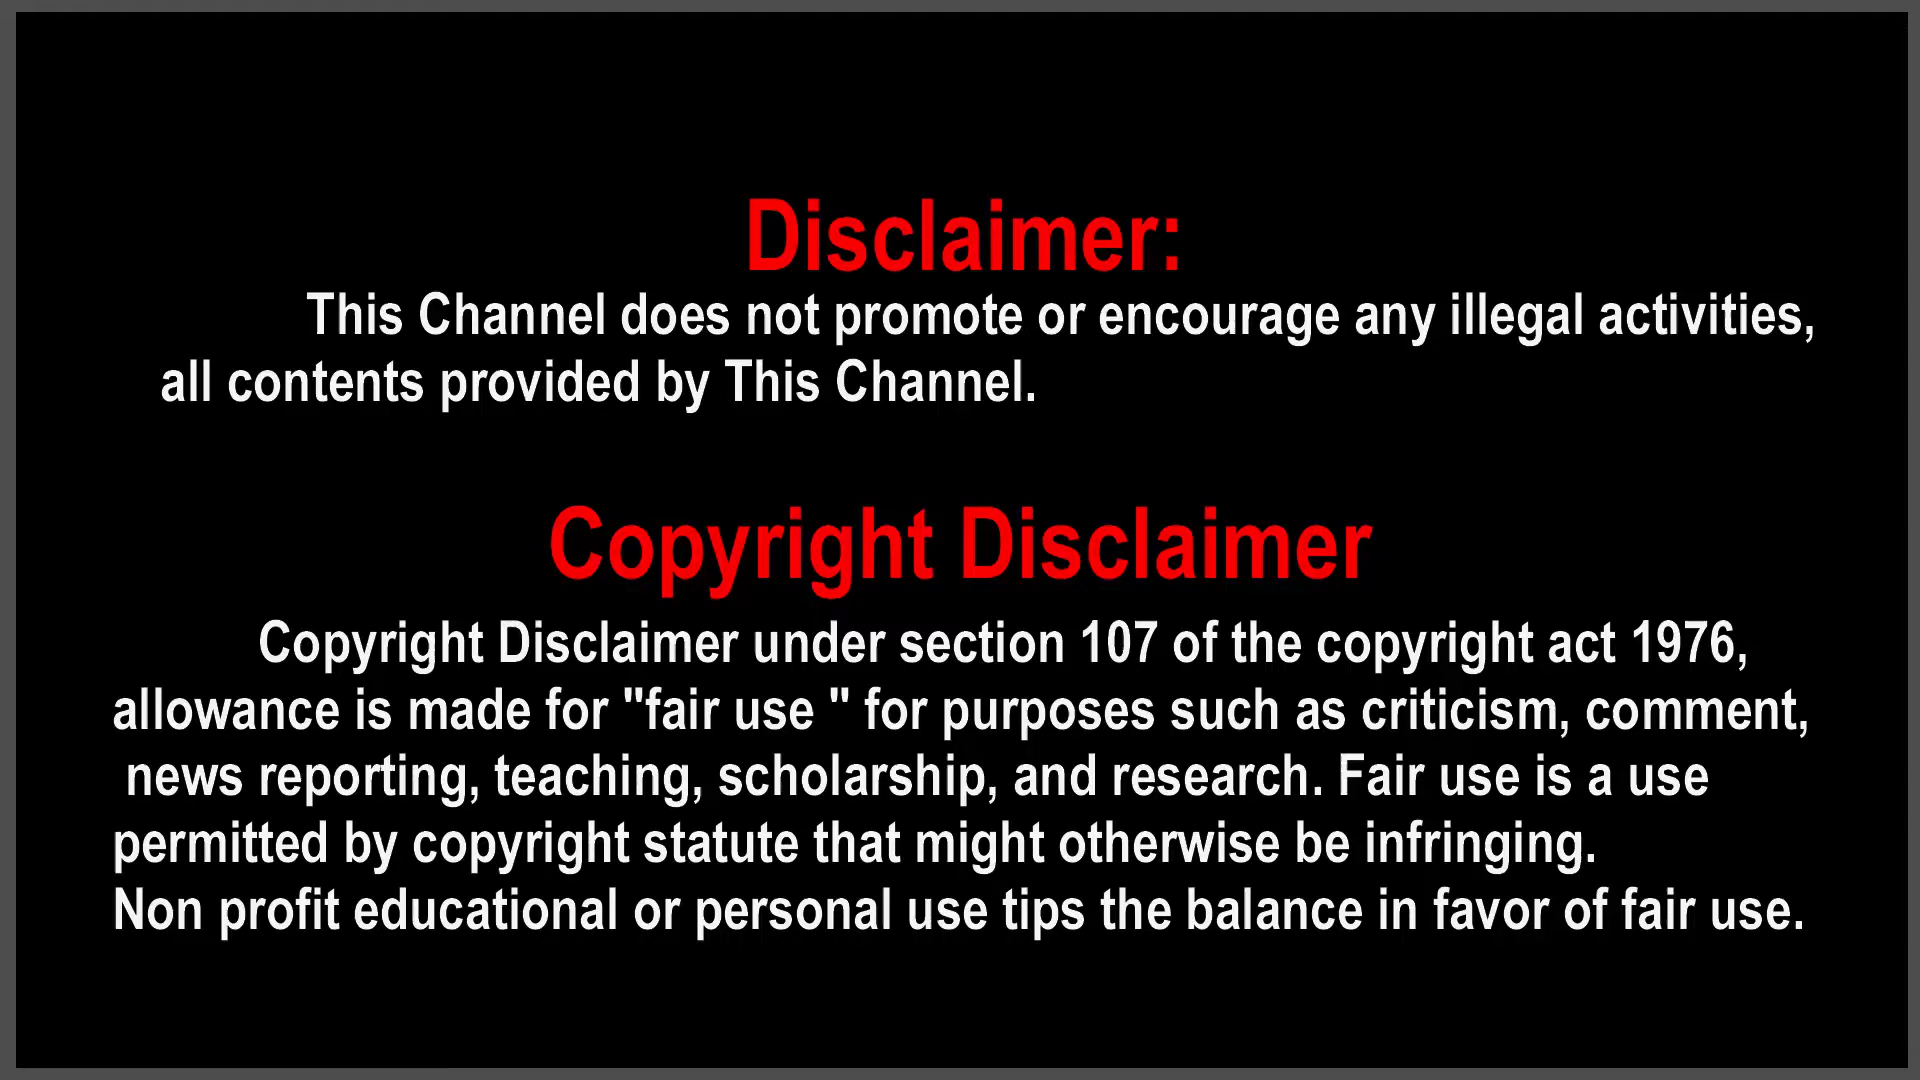 Disclaimer:
This Channel does not promote or encourage any illegal activities,
all contents provided by This Channel.
Copyright Disclaimer
Copyright Disclaimer under section 107 of the copyright act 1976,
allowance is made for "fair use " for purposes such as criticism, comment,
news reporting, teaching, scholarship, and research. Fair use is a use
permitted by copyright statute that might otherwise be infringing.
Non profit educational or personal use tips the balance in favor of fair use.